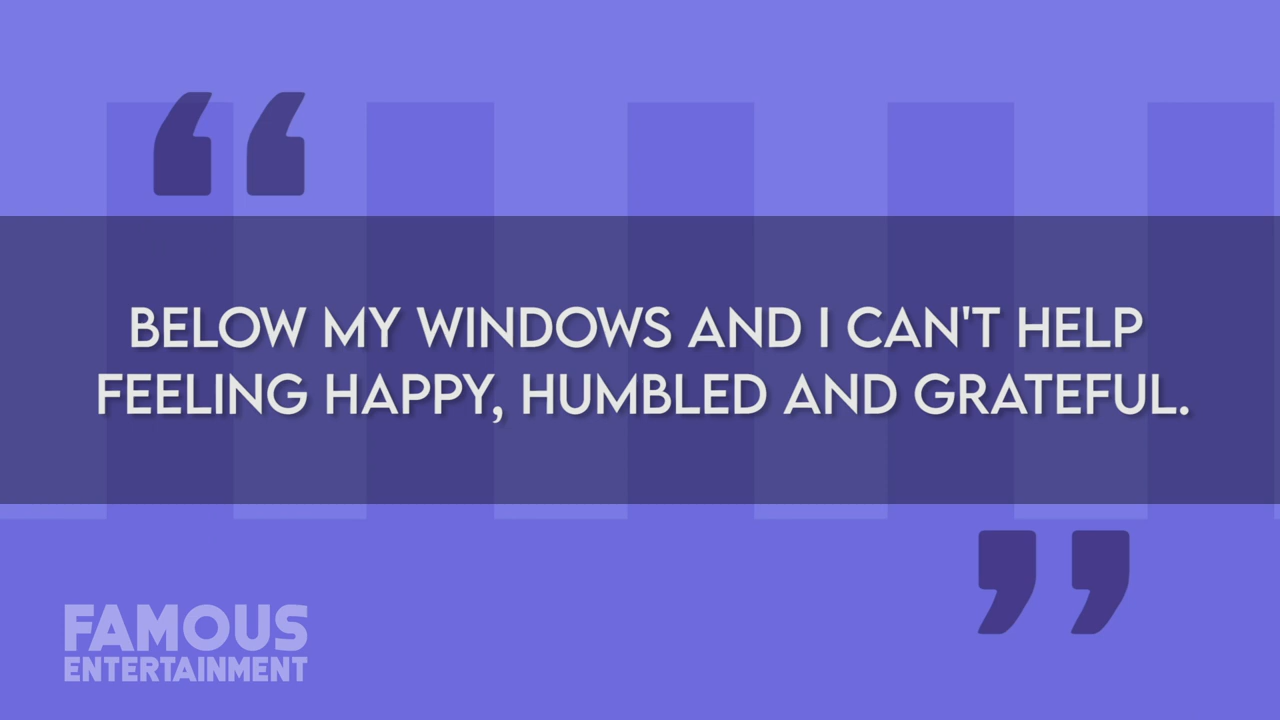 BELOW MY WINDOWS AND I CAN'T HELP
FEELING HAPPY, HUMBLED AND GRATEFUL.
FAMOUS
ENTERTAINMENT